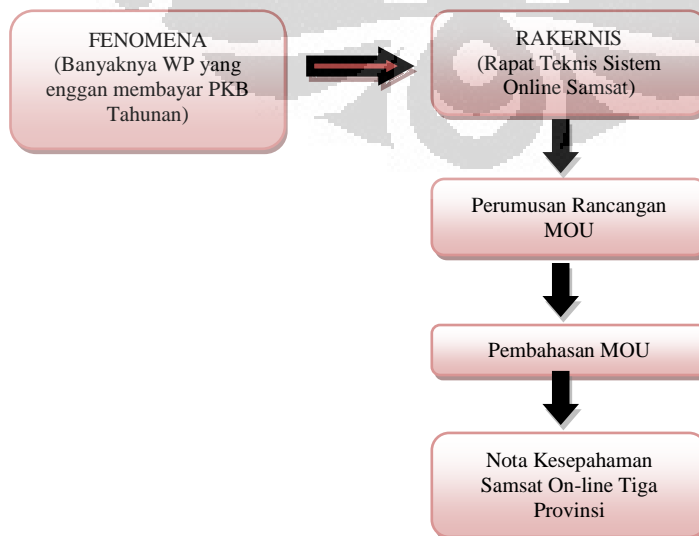 FENOMENA
(Banyaknya WP yang
enggan membayar PKB
Tahunan)
RAKERNIS
(Rapat Teknis Sistem
Online Samsat)
Perumusan Rancangan
MOU
Pembahasan MOU
Nota Kesepahaman
Samsat On-line Tiga
Provinsi